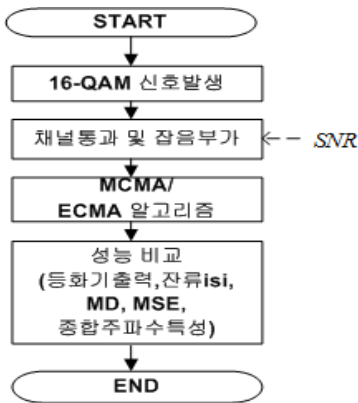 START
16-QAM 신호발생
채널통과 및 잡음부가
SNR
MCMA/
ECMA 알고리즘
성능 비교
(등화기출력,잔류isi,
MD, MSE,
종합주파수특성)
END